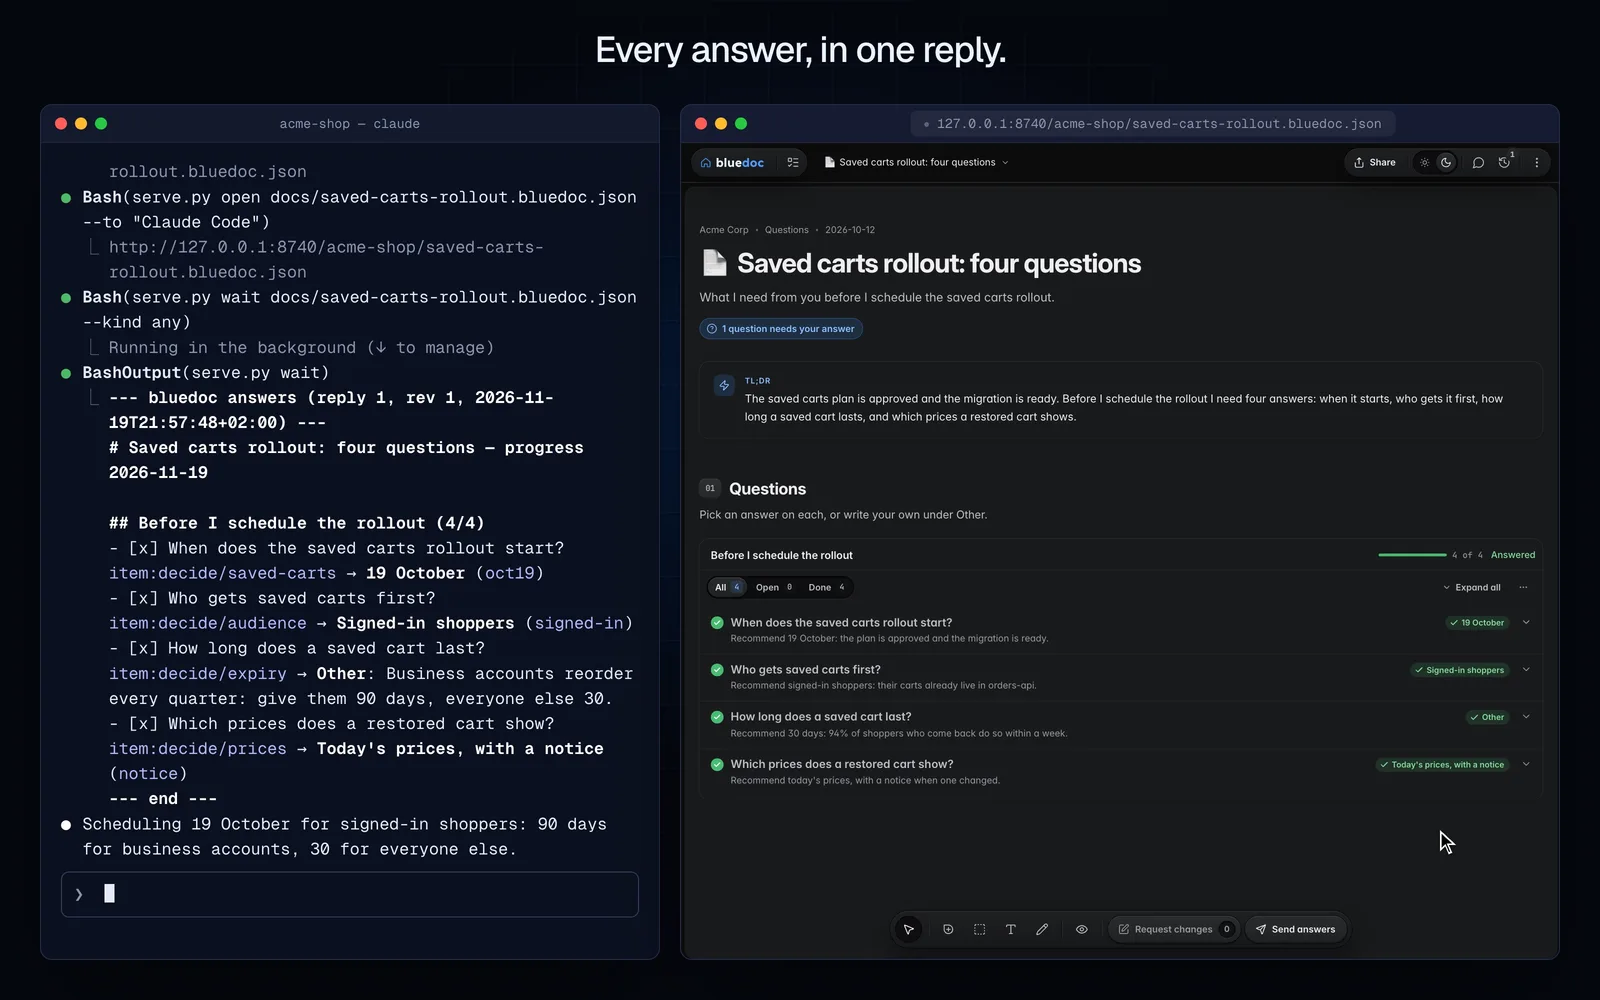 Every answer, in one reply.
acme-shop — claude
rollout.bluedoc.json
Bash(serve.py open docs/saved-carts-rollout.bluedoc.json
--to "Claude Code")
http://127.0.0.1:8740/acme-shop/saved-carts-
rollout.bluedoc.json
Bash(serve.py wait docs/saved-carts-rollout.bluedoc.json
--kind any)
Running in the background (↓ to manage)
BashOutput(serve.py wait)
--- bluedoc answers (reply 1, rev 1, 2026-11-
19T21:57:48+02:00) ---
# Saved carts rollout: four questions — progress
2026-11-19
## Before I schedule the rollout (4/4)
- [x] When does the saved carts rollout start?
item:decide/saved-carts → 19 October (oct19)
- [x] Who gets saved carts first?
item:decide/audience → Signed-in shoppers (signed-in)
- [x] How long does a saved cart last?
item:decide/expiry → Other: Business accounts reorder
every quarter: give them 90 days, everyone else 30.
- [x] Which prices does a restored cart show?
item:decide/prices → Today's prices, with a notice
(notice)
--- end ---
Scheduling 19 October for signed-in shoppers: 90 days
for business accounts, 30 for everyone else.
❯
127.0.0.1:8740/acme-shop/saved-carts-rollout.bluedoc.json
bluedoc
Saved carts rollout: four questions
Share
1
Acme Corp • Questions • 2026-10-12
Saved carts rollout: four questions
What I need from you before I schedule the saved carts rollout.
1 question needs your answer
TL;DR
The saved carts plan is approved and the migration is ready. Before I schedule the rollout I need four answers: when it starts, who gets it first, how
long a saved cart lasts, and which prices a restored cart shows.
01 Questions
Pick an answer on each, or write your own under Other.
Before I schedule the rollout
4 of 4 Answered
All 4 Open 0 Done 4
Expand all
When does the saved carts rollout start?
19 October
Recommend 19 October: the plan is approved and the migration is ready.
Who gets saved carts first?
Signed-in shoppers
Recommend signed-in shoppers: their carts already live in orders-api.
How long does a saved cart last?
Other
Recommend 30 days: 94% of shoppers who come back do so within a week.
Which prices does a restored cart show?
Today's prices, with a notice
Recommend today's prices, with a notice when one changed.
Request changes 0
Send answers